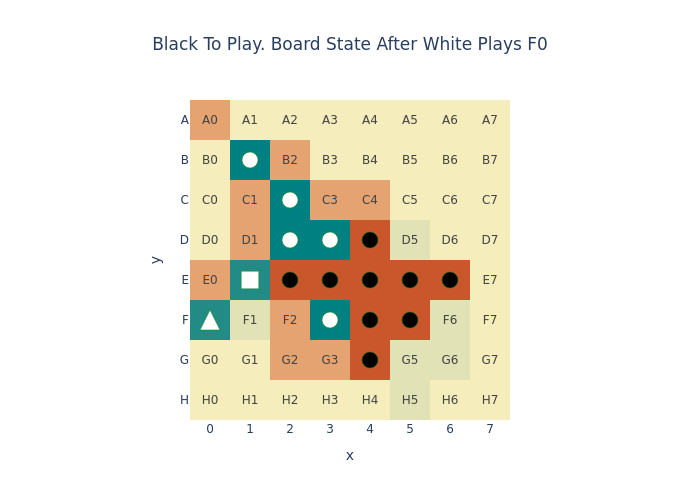 Black To Play. Board State After White Plays F0
A A0 A1 A2 A3 A4 A5 A6 A7
B B0 B2 B3 B4 B5 B6 B7
C C0 C1 C3 C4 C5 C6 C7
D D0 D1 D5 D6 D7
E E0 E7
F F1 F2 F6 F7
G G0 G1 G2 G3 G5 G6 G7
H H0 H1 H2 H3 H4 H5 H6 H7
0 1 2 3 4 5 6 7
x
y